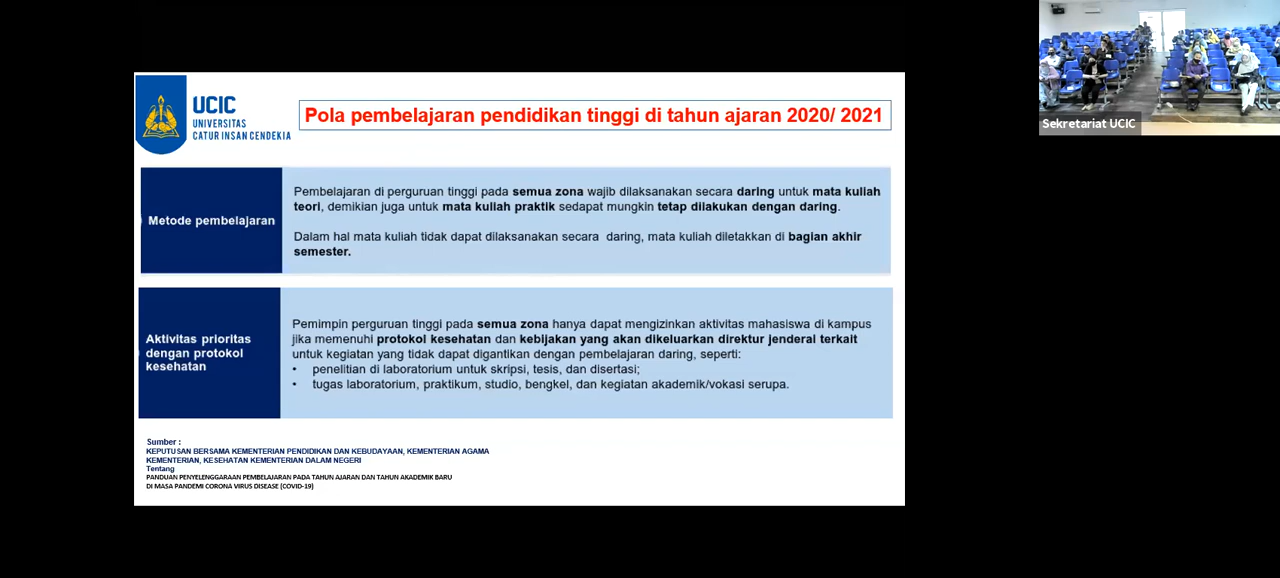 UCIC
UNIVERSITAS
CATUR INSAN CENDEKIA
Pola pembelajaran pendidikan tinggi di tahun ajaran 2020/ 2021
Metode pembelajaran
Pembelajaran di perguruan tinggi pada semua zona wajib dilaksanakan secara daring untuk mata kuliah
teori, demikian juga untuk mata kuliah praktik sedapat mungkin tetap dilakukan dengan daring.
Dalam hal mata kuliah tidak dapat dilaksanakan secara daring, mata kuliah diletakkan di bagian akhir
semester.
Aktivitas prioritas
dengan protokol
kesehatan
Pemimpin perguruan tinggi pada semua zona hanya dapat mengizinkan aktivitas mahasiswa di kampus
jika memenuhi protokol kesehatan dan kebijakan yang akan dikeluarkan direktur jenderal terkait
untuk kegiatan yang tidak dapat digantikan dengan pembelajaran daring, seperti:
• penelitian di laboratorium untuk skripsi, tesis, dan disertasi;
• tugas laboratorium, praktikum, studio, bengkel, dan kegiatan akademik/vokasi serupa.
Sumber :
KEPUTUSAN BERSAMA KEMENTERIAN PENDIDIKAN DAN KEBUDAYAAN, KEMENTERIAN AGAMA
KEMENTERIAN, KESEHATAN KEMENTERIAN DALAM NEGERI
Tentang
PANDUAN PENYELENGGARAAN PEMBELAJARAN PADA TAHUN AJARAN DAN TAHUN AKADEMIK BARU
DI MASA PANDEMI CORONA VIRUS DISEASE (COVID-19)
Sekretariat UCIC